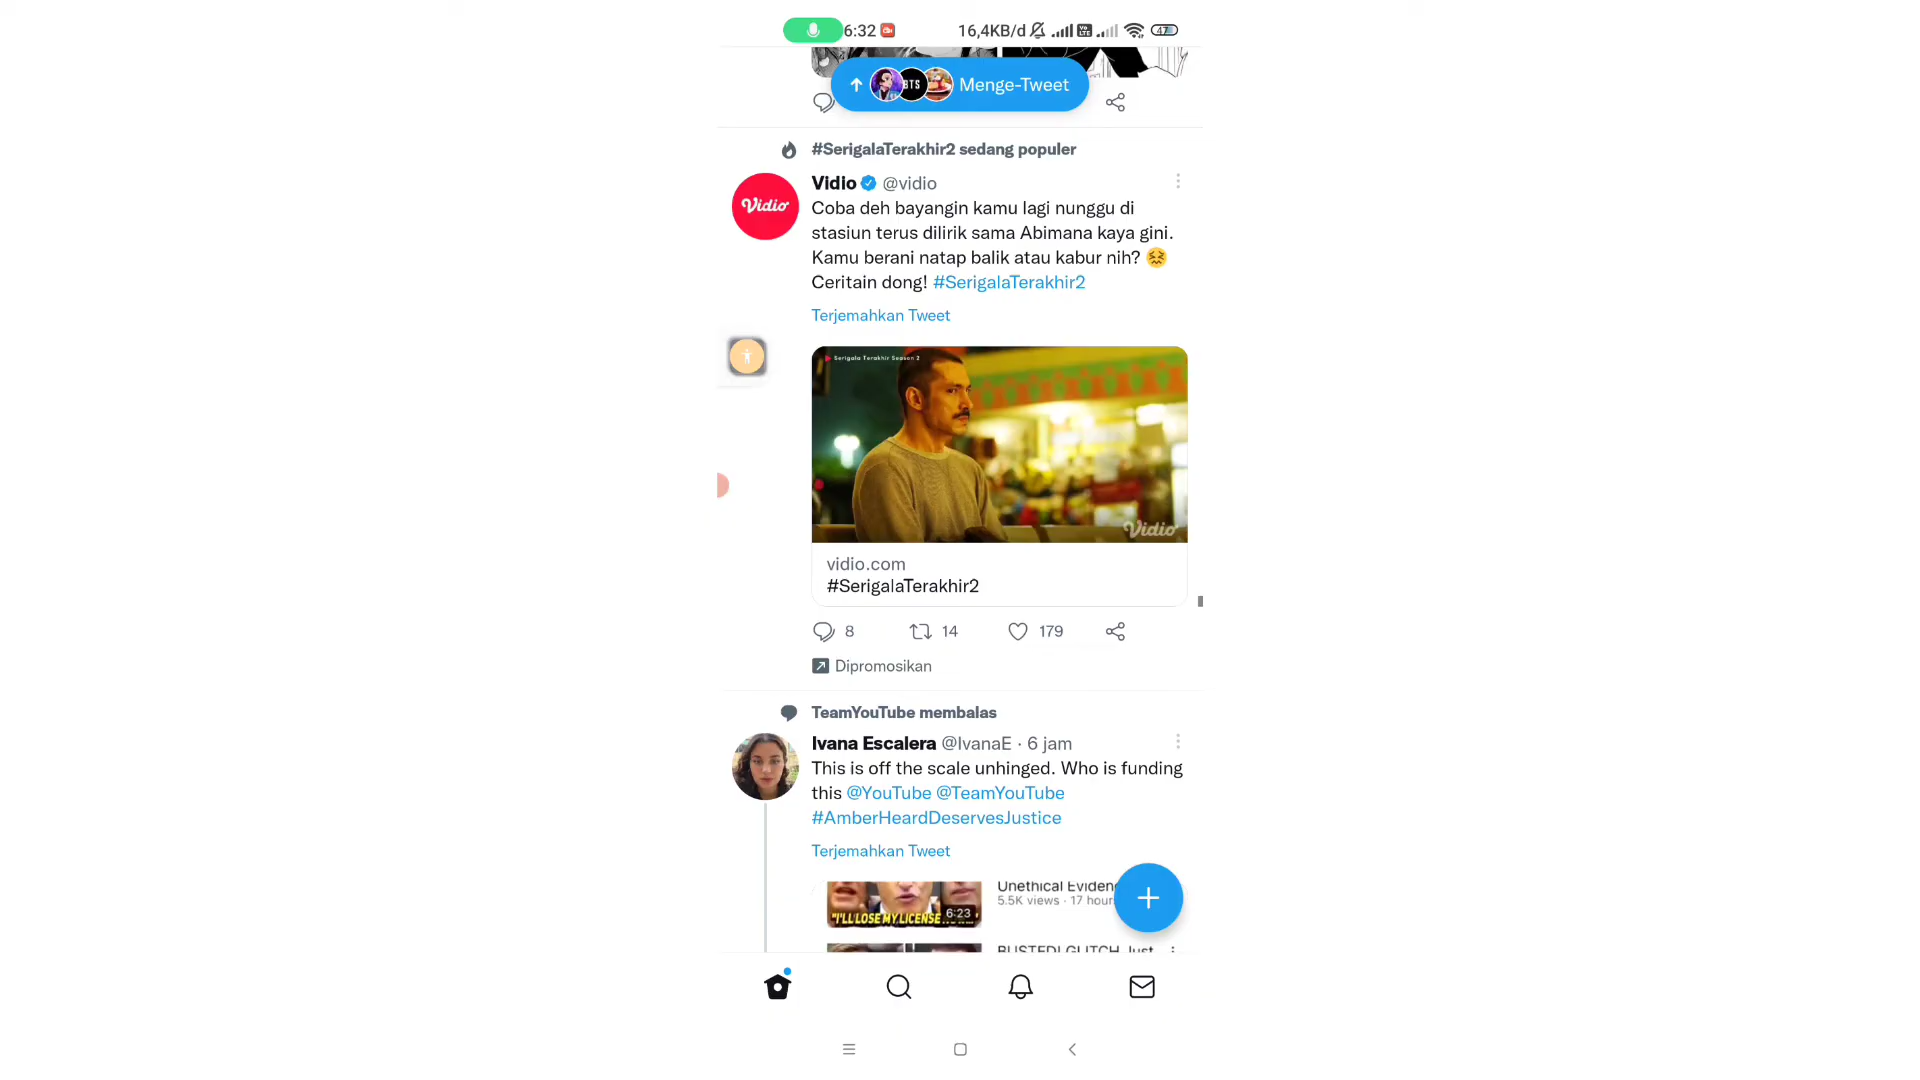 6:32 16,4KB/d 47
BTS Menge-Tweet
#SerigalaTerakhir2 sedang populer
Vidio @vidio
Vidio
Coba deh bayangin kamu lagi nunggu di
stasiun terus dilirik sama Abimana kaya gini.
Kamu berani natap balik atau kabur nih? 😖
Ceritain dong! #SerigalaTerakhir2
Terjemahkan Tweet
Serigala Terakhir Season 2
Vidio
vidio.com
#SerigalaTerakhir2
8 14 179
Dipromosikan
TeamYouTube membalas
Ivana Escalera @IvanaE · 6 jam
This is off the scale unhinged. Who is funding
this @YouTube @TeamYouTube
#AmberHeardDeservesJustice
Terjemahkan Tweet
"I'LL LOSE MY LICENSE
6:23
Unethical Eviden
5.5K views · 17 hour
BUSTED! GLITCH Just